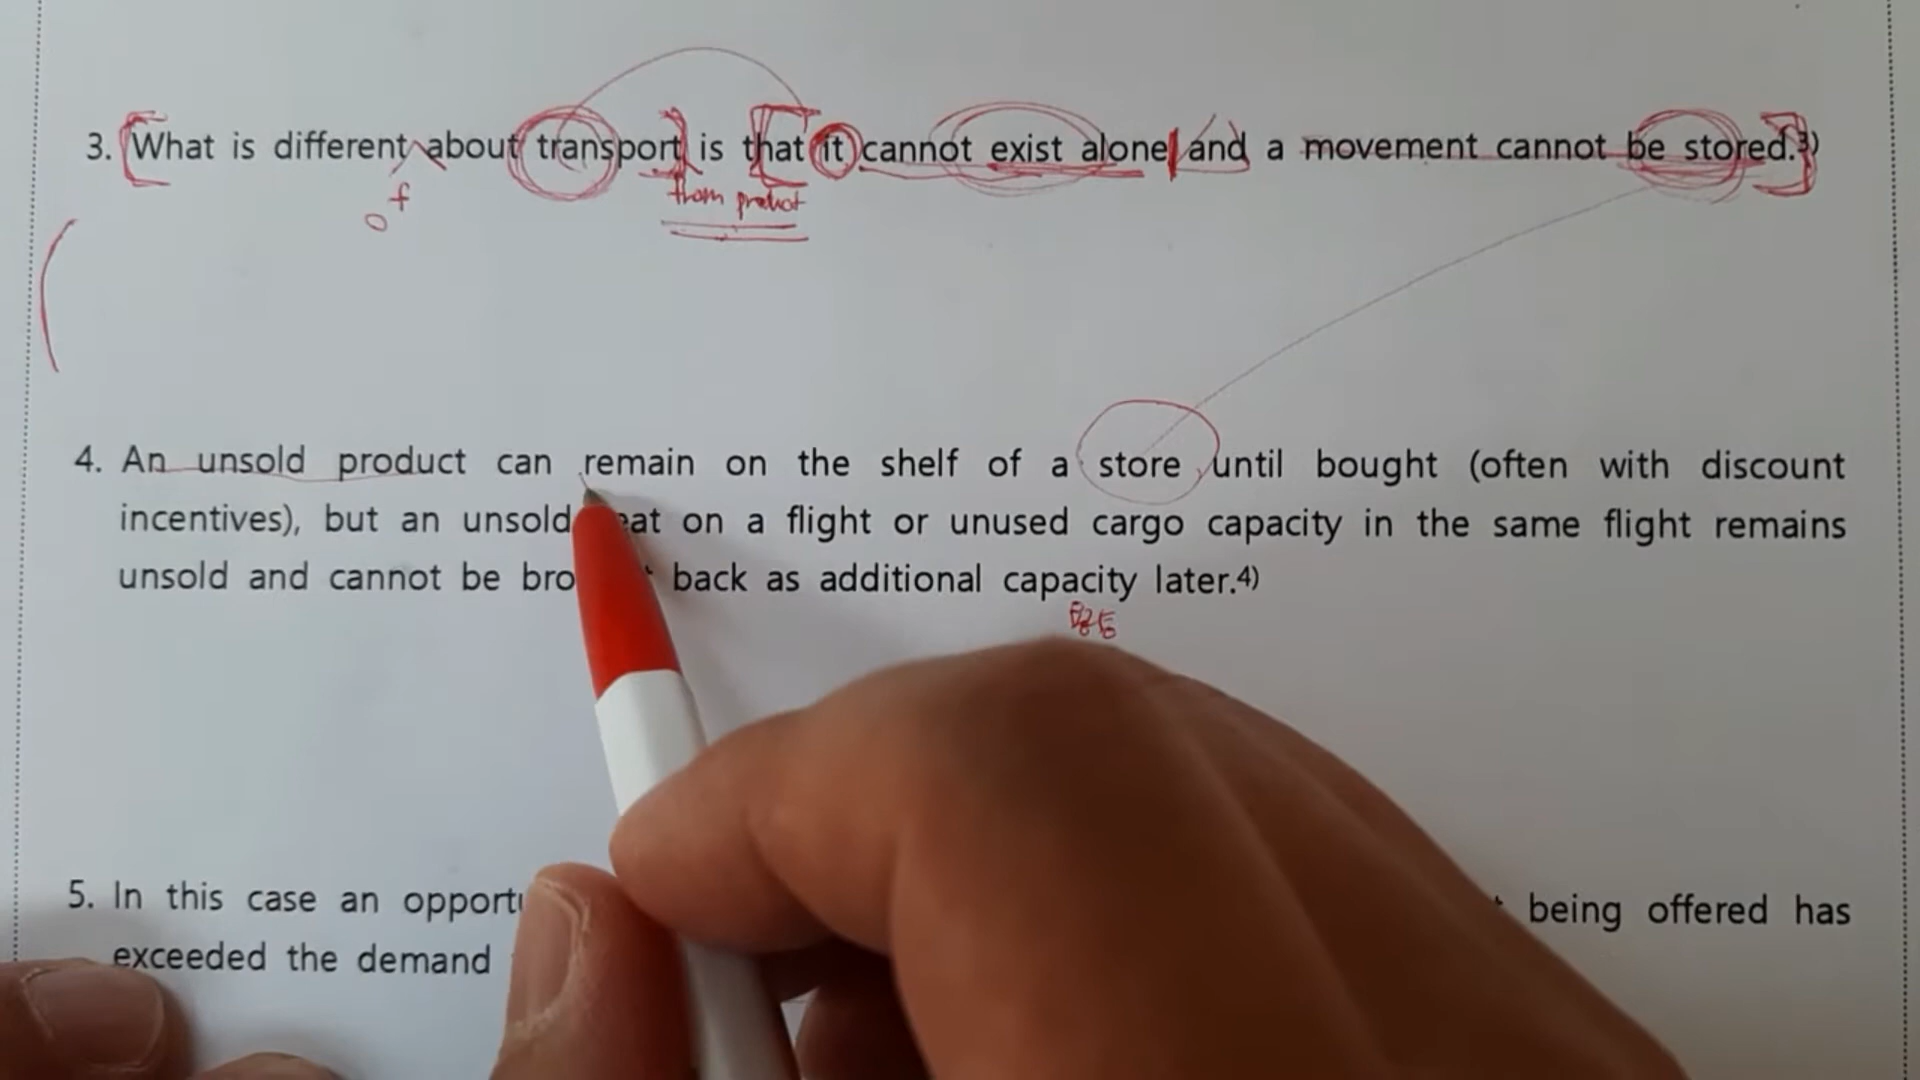 3. What is different about transport is that it cannot exist alone and a movement cannot be stored.3)
of
from product
4. An unsold product can remain on the shelf of a store until bought (often with discount
incentives), but an unsold on a flight or unused cargo capacity in the same flight remains
unsold and cannot be back as additional capacity later.4)
5. In this case an being offered has
exceeded the demand